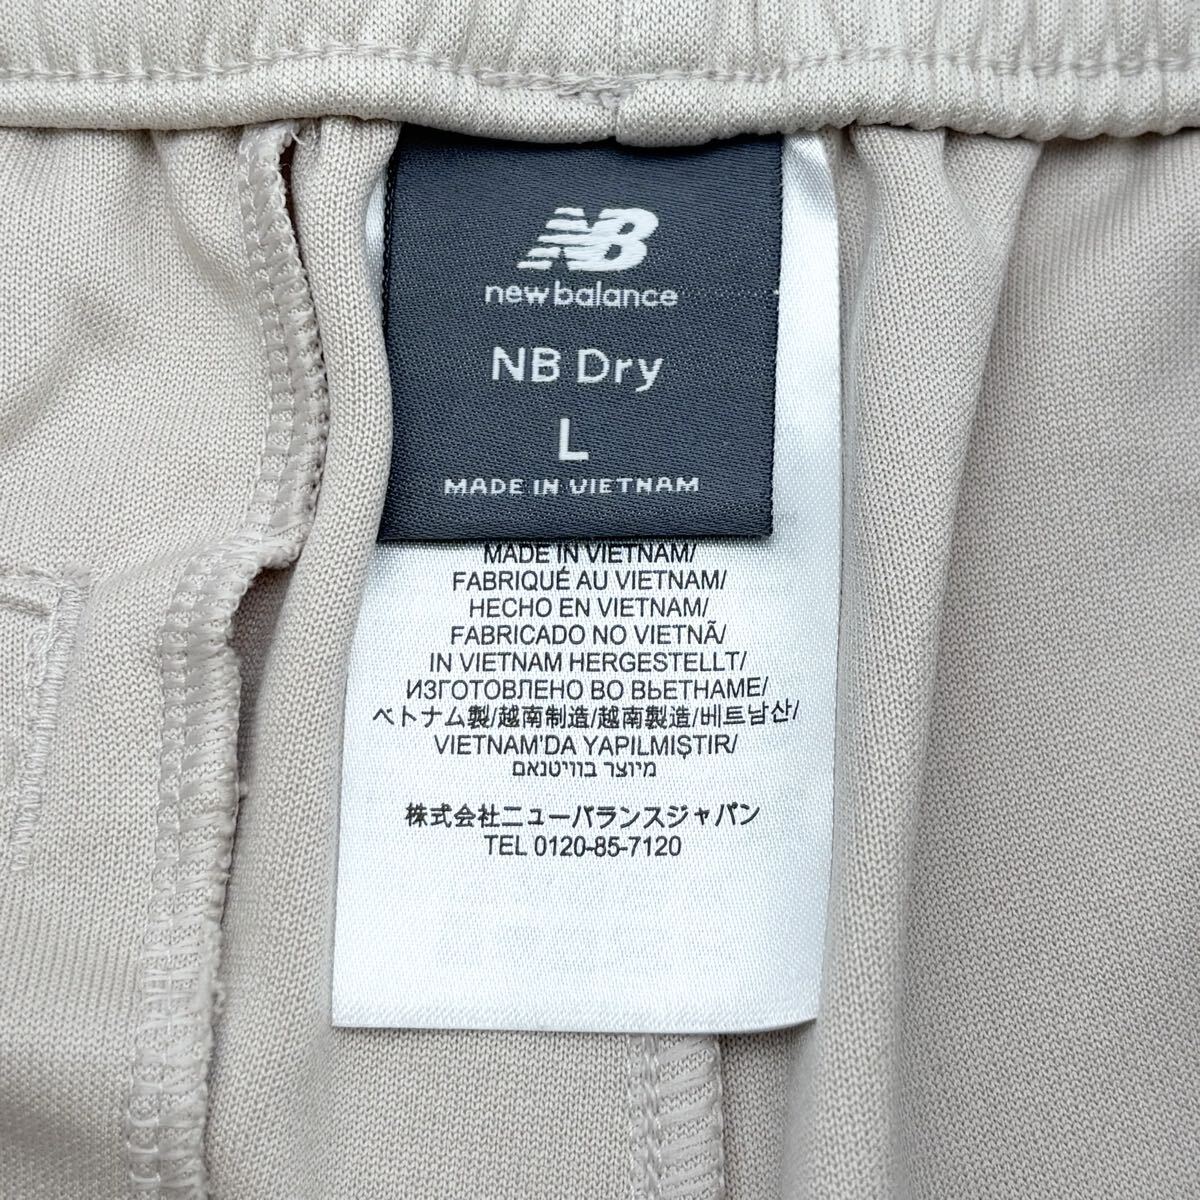 NB
new balance
NB Dry
L
MADE IN VIETNAM
MADE IN VIETNAM/
FABRIQUÉ AU VIETNAM/
HECHO EN VIETNAM/
FABRICADO NO VIETNÃ/
IN VIETNAM HERGESTELLT/
ИЗГОТОВЛЕНО ВО ВЬЕТНАМЕ/
ベトナム製/越南制造/越南製造/베트남산/
VIETNAM'DA YAPILMIŞTIR/
מיוצר בוויטנאם
株式会社ニューバランスジャパン
TEL 0120-85-7120